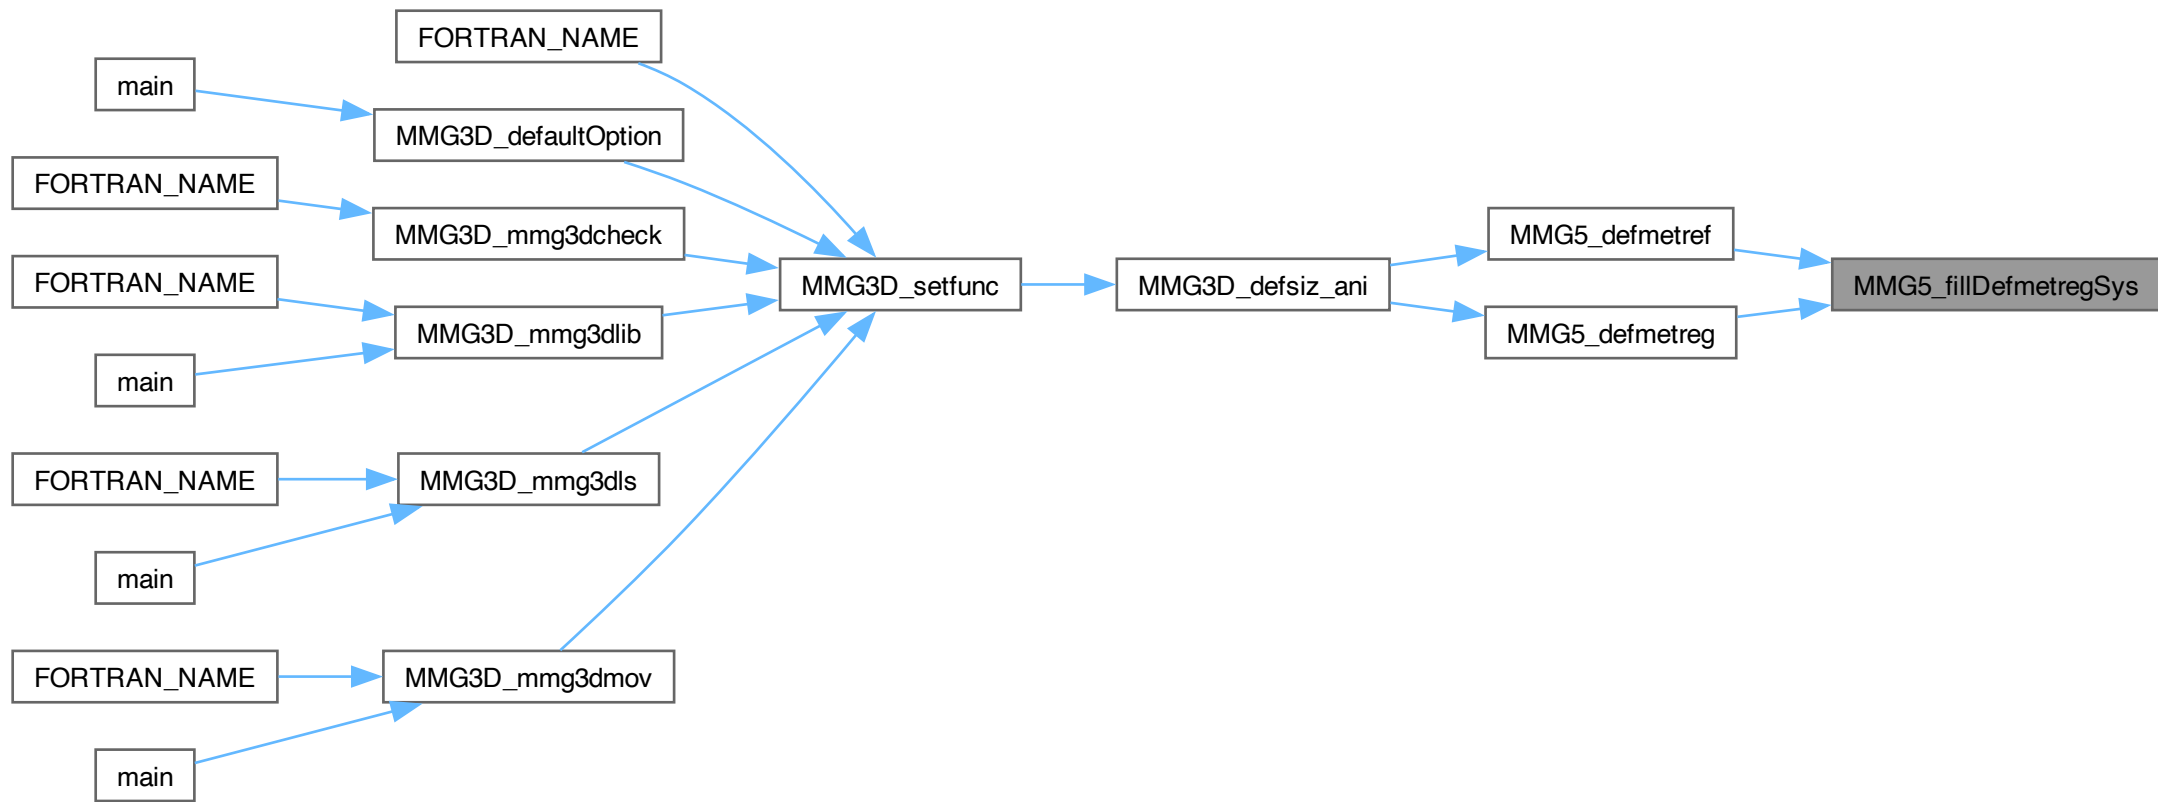 FORTRAN_NAME
main
MMG3D_defaultOption
FORTRAN_NAME
MMG3D_mmg3dcheck
MMG5_defmetref
FORTRAN_NAME
MMG3D_setfunc
MMG3D_defsiz_ani
MMG5_fillDefmetregSys
MMG3D_mmg3dlib
MMG5_defmetreg
main
FORTRAN_NAME
MMG3D_mmg3dls
main
FORTRAN_NAME
MMG3D_mmg3dmov
main